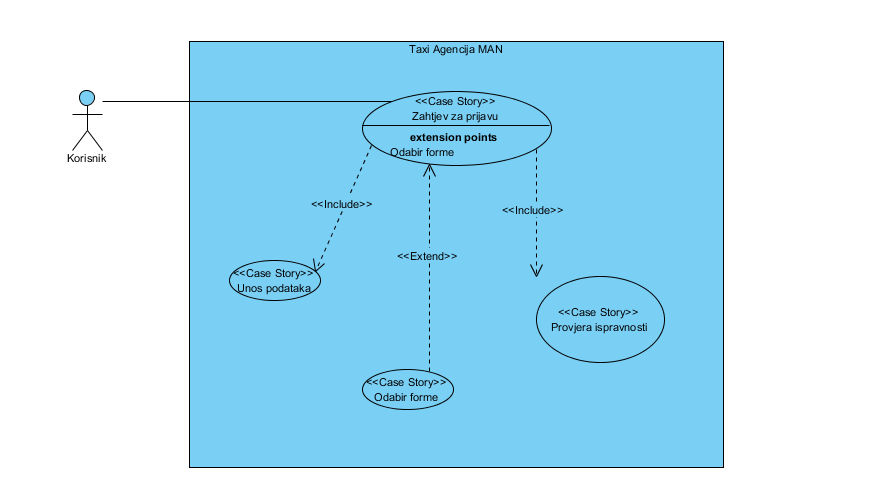 Taxi Agencija MAN
<<Case Story>>
Zahtjev za prijavu
extension points
Odabir forme
Korisnik
<<Include>>
<<Include>>
<<Extend>>
<<Case Story>>
Unos podataka
<<Case Story>>
Provjera ispravnosti
<<Case Story>>
Odabir forme